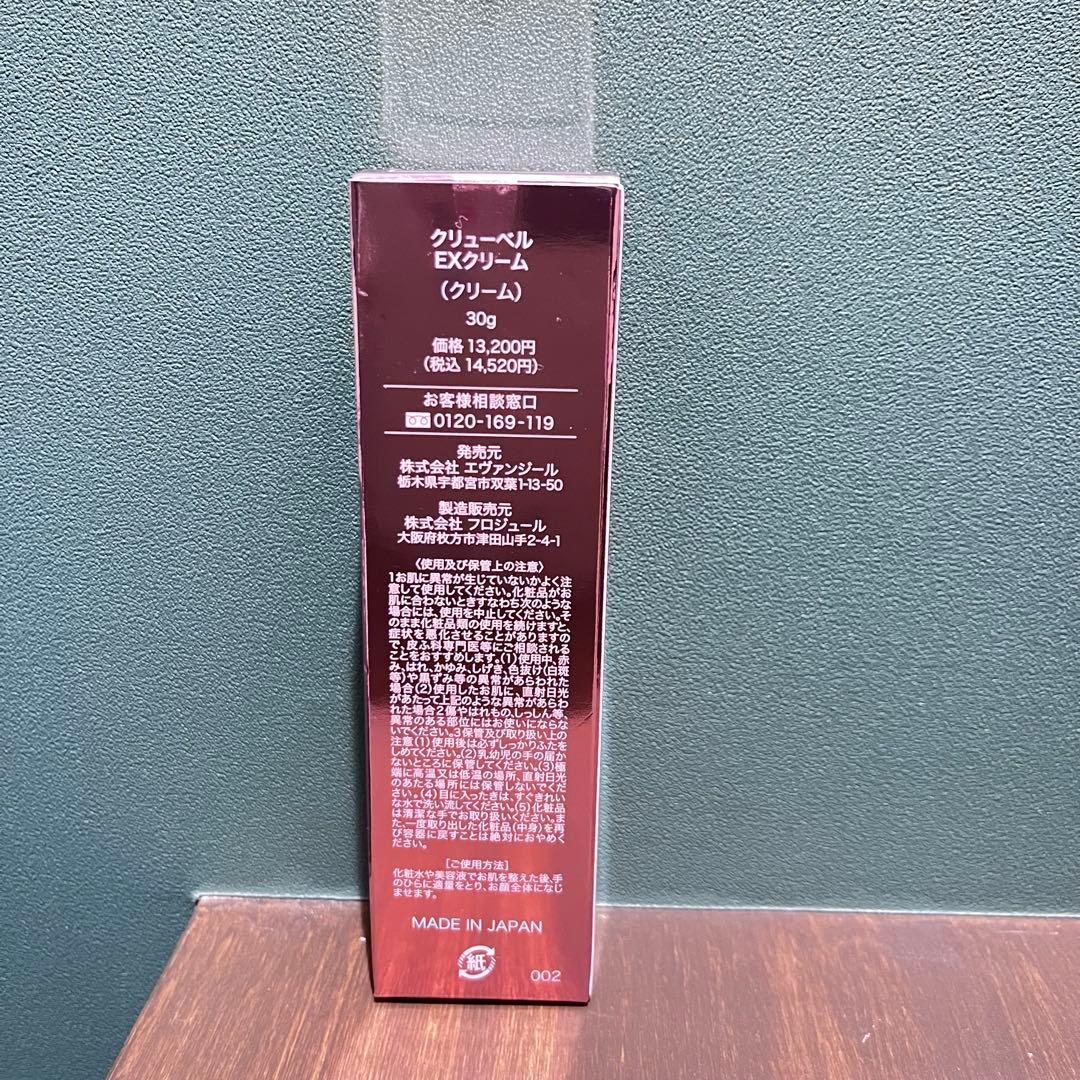 クリューベル
EXクリーム
(クリーム)
30g
価格 13,200円
(税込 14,520円)
お客様相談窓口
0120-169-119
発売元
株式会社 エヴァンジール
栃木県宇都宮市双葉1-13-50
製造販売元
株式会社 フロジュール
大阪府枚方市津田山手2-4-1
〈使用及び保管上の注意〉
1お肌に異常が生じていないかよく注
意して使用してください。化粧品がお
肌に合わないときすなわち次のような
場合には、使用を中止してください。そ
のまま化粧品類の使用を続けますと、
症状を悪化させることがありますの
で、皮ふ科専門医等にご相談される
ことをおすすめします。(1)使用中、赤
み、はれ、かゆみ、しげき、色抜け(白斑
等)や黒ずみ等の異常があらわれた
場合(2)使用したお肌に、直射日光
があたって上記のような異常があらわ
れた場合2傷やはれもの、しっしん等、
異常のある部位にはお使いにならな
いでください。3保管及び取り扱い上の
注意(1)使用後は必ずしっかりふたを
しめてください。(2)乳幼児の手の届か
ないところに保管してください。(3)極
端に高温又は低温の場所、直射日光
のあたる場所には保管しないでくだ
さい。(4)目に入ったきは、すぐきれい
な水で洗い流してください。(5)化粧品
は清潔な手でお取り扱いください。ま
た、一度取り出した化粧品(中身)を再
び容器に戻すことは絶対におやめく
ださい。
[ご使用方法]
化粧水や美容液でお肌を整えた後、手
のひらに適量をとり、お顔全体になじ
ませます。
MADE IN JAPAN
紙
002